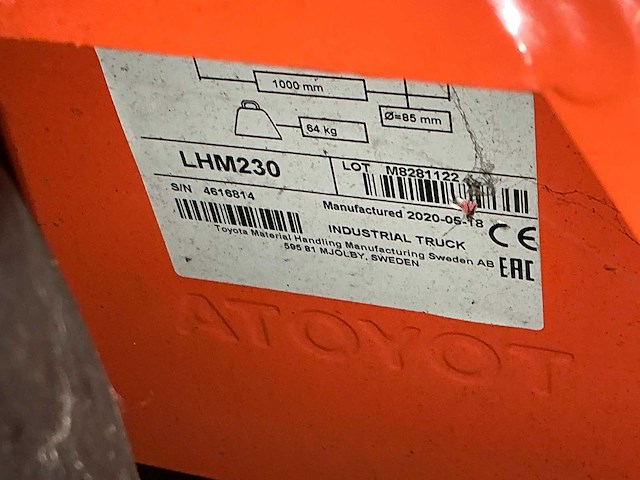 1000 mm
Ø=85 mm
64 kg
LHM230
LOT M8281122
S/N 4616814
Manufactured 2020-05-18
INDUSTRIAL TRUCK
CE
Toyota Material Handling Manufacturing Sweden AB
595 81 MJÖLBY, SWEDEN
EAC
ATOYOT